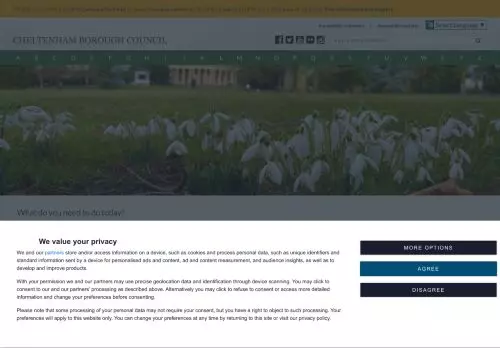 Select Language
CHELTENHAM BOROUGH COUNCIL
A B C D E F G H I J K L M N O P Q R S T U V W X Y Z
What do you need to do today?
We value your privacy
We and our partners store and/or access information on a device, such as cookies and process personal data, such as unique identifiers and
standard information sent by a device for personalised ads and content, ad and content measurement, and audience insights, as well as to
develop and improve products.
With your permission we and our partners may use precise geolocation data and identification through device scanning. You may click to
consent to our and our partners' processing as described above. Alternatively you may click to refuse to consent or access more detailed
information and change your preferences before consenting.
Please note that some processing of your personal data may not require your consent, but you have a right to object to such processing. Your
preferences will apply to this website only. You can change your preferences at any time by returning to this site or visit our privacy policy.
MORE OPTIONS
AGREE
DISAGREE